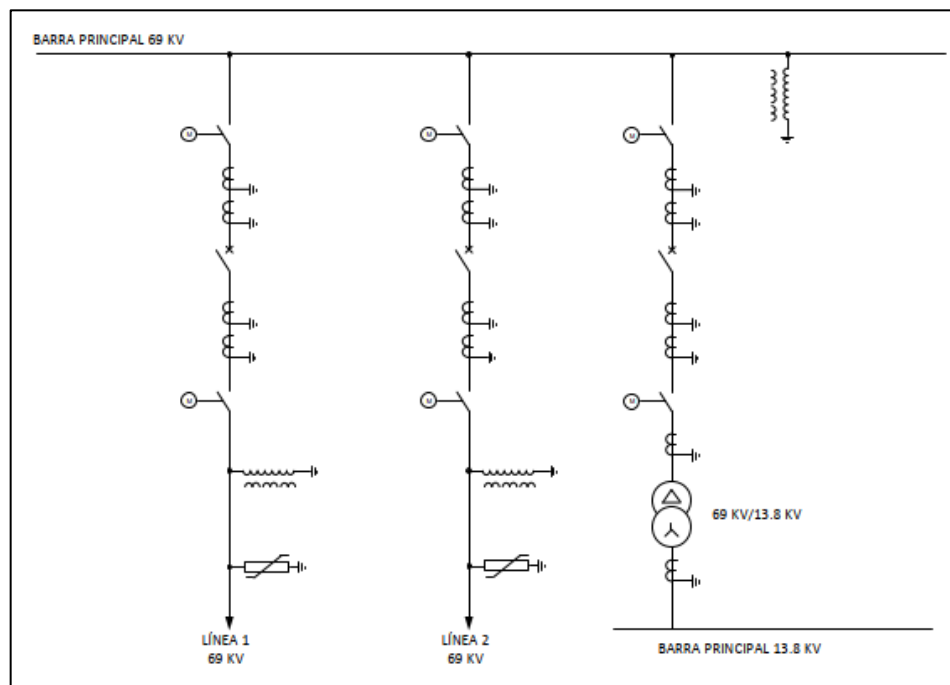 BARRA PRINCIPAL 69 KV
M
M
M
M
M
M
69 KV/13.8 KV
LÍNEA 1
69 KV
LÍNEA 2
69 KV
BARRA PRINCIPAL 13.8 KV